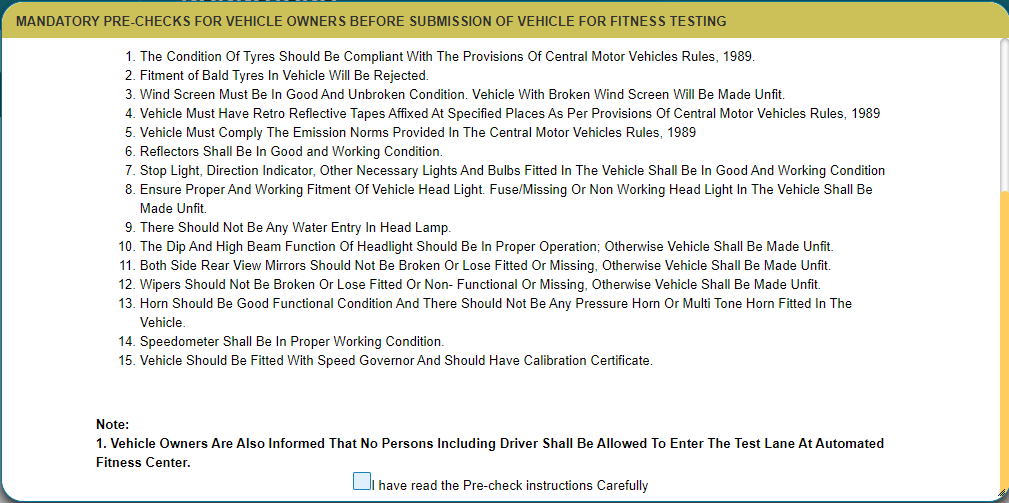 MANDATORY PRE-CHECKS FOR VEHICLE OWNERS BEFORE SUBMISSION OF VEHICLE FOR FITNESS TESTING
1. The Condition Of Tyres Should Be Compliant With The Provisions Of Central Motor Vehicles Rules, 1989.
2. Fitment of Bald Tyres In Vehicle Will Be Rejected.
3. Wind Screen Must Be In Good And Unbroken Condition. Vehicle With Broken Wind Screen Will Be Made Unfit.
4. Vehicle Must Have Retro Reflective Tapes Affixed At Specified Places As Per Provisions Of Central Motor Vehicles Rules, 1989
5. Vehicle Must Comply The Emission Norms Provided In The Central Motor Vehicles Rules, 1989
6. Reflectors Shall Be In Good and Working Condition.
7. Stop Light, Direction Indicator, Other Necessary Lights And Bulbs Fitted In The Vehicle Shall Be In Good And Working Condition
8. Ensure Proper And Working Fitment Of Vehicle Head Light. Fuse/Missing Or Non Working Head Light In The Vehicle Shall Be
Made Unfit.
9. There Should Not Be Any Water Entry In Head Lamp.
10. The Dip And High Beam Function Of Headlight Should Be In Proper Operation; Otherwise Vehicle Shall Be Made Unfit.
11. Both Side Rear View Mirrors Should Not Be Broken Or Lose Fitted Or Missing, Otherwise Vehicle Shall Be Made Unfit.
12. Wipers Should Not Be Broken Or Lose Fitted Or Non- Functional Or Missing, Otherwise Vehicle Shall Be Made Unfit.
13. Horn Should Be Good Functional Condition And There Should Not Be Any Pressure Horn Or Multi Tone Horn Fitted In The
Vehicle.
14. Speedometer Shall Be In Proper Working Condition.
15. Vehicle Should Be Fitted With Speed Governor And Should Have Calibration Certificate.
Note:
1. Vehicle Owners Are Also Informed That No Persons Including Driver Shall Be Allowed To Enter The Test Lane At Automated
Fitness Center.
I have read the Pre-check instructions Carefully